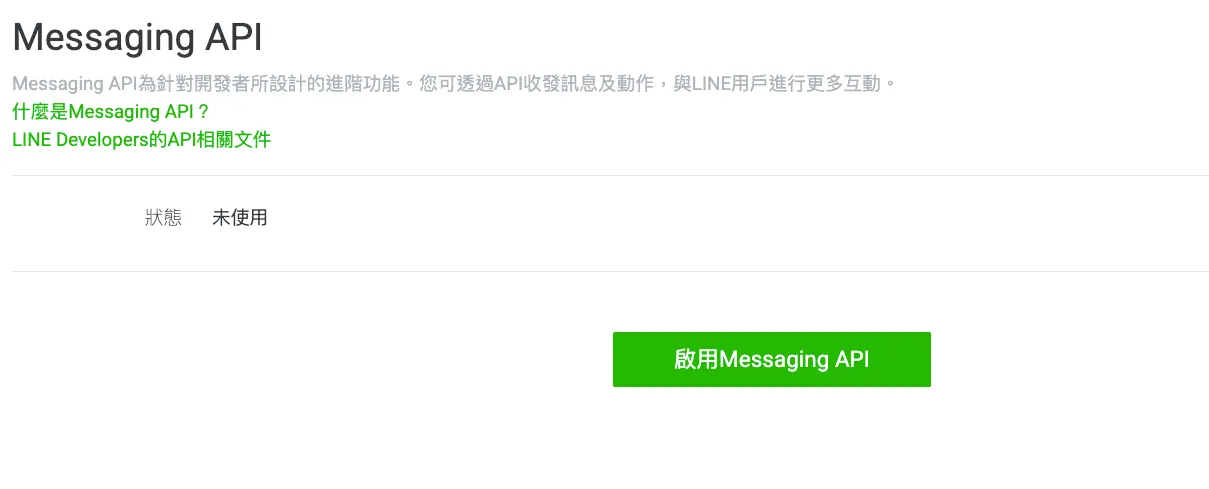 Messaging API
Messaging API為針對開發者所設計的進階功能。您可透過API收發訊息及動作，與LINE用戶進行更多互動。
什麼是Messaging API？
LINE Developers的API相關文件
狀態 未使用
啟用Messaging API